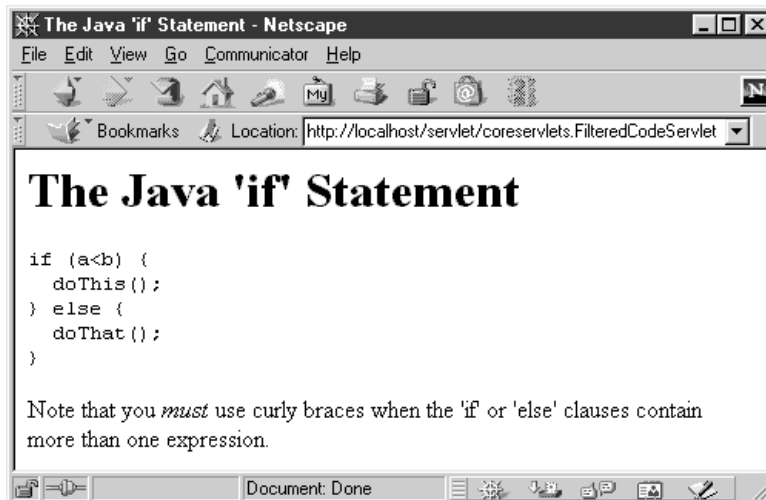 The Java 'if' Statement - Netscape
File Edit View Go Communicator Help
My
N
Bookmarks Location: http://localhost/servlet/coreservlets.FilteredCodeServlet
The Java 'if' Statement
if (a<b) {
  doThis();
} else {
  doThat();
}
Note that you must use curly braces when the 'if' or 'else' clauses contain
more than one expression.
Document: Done